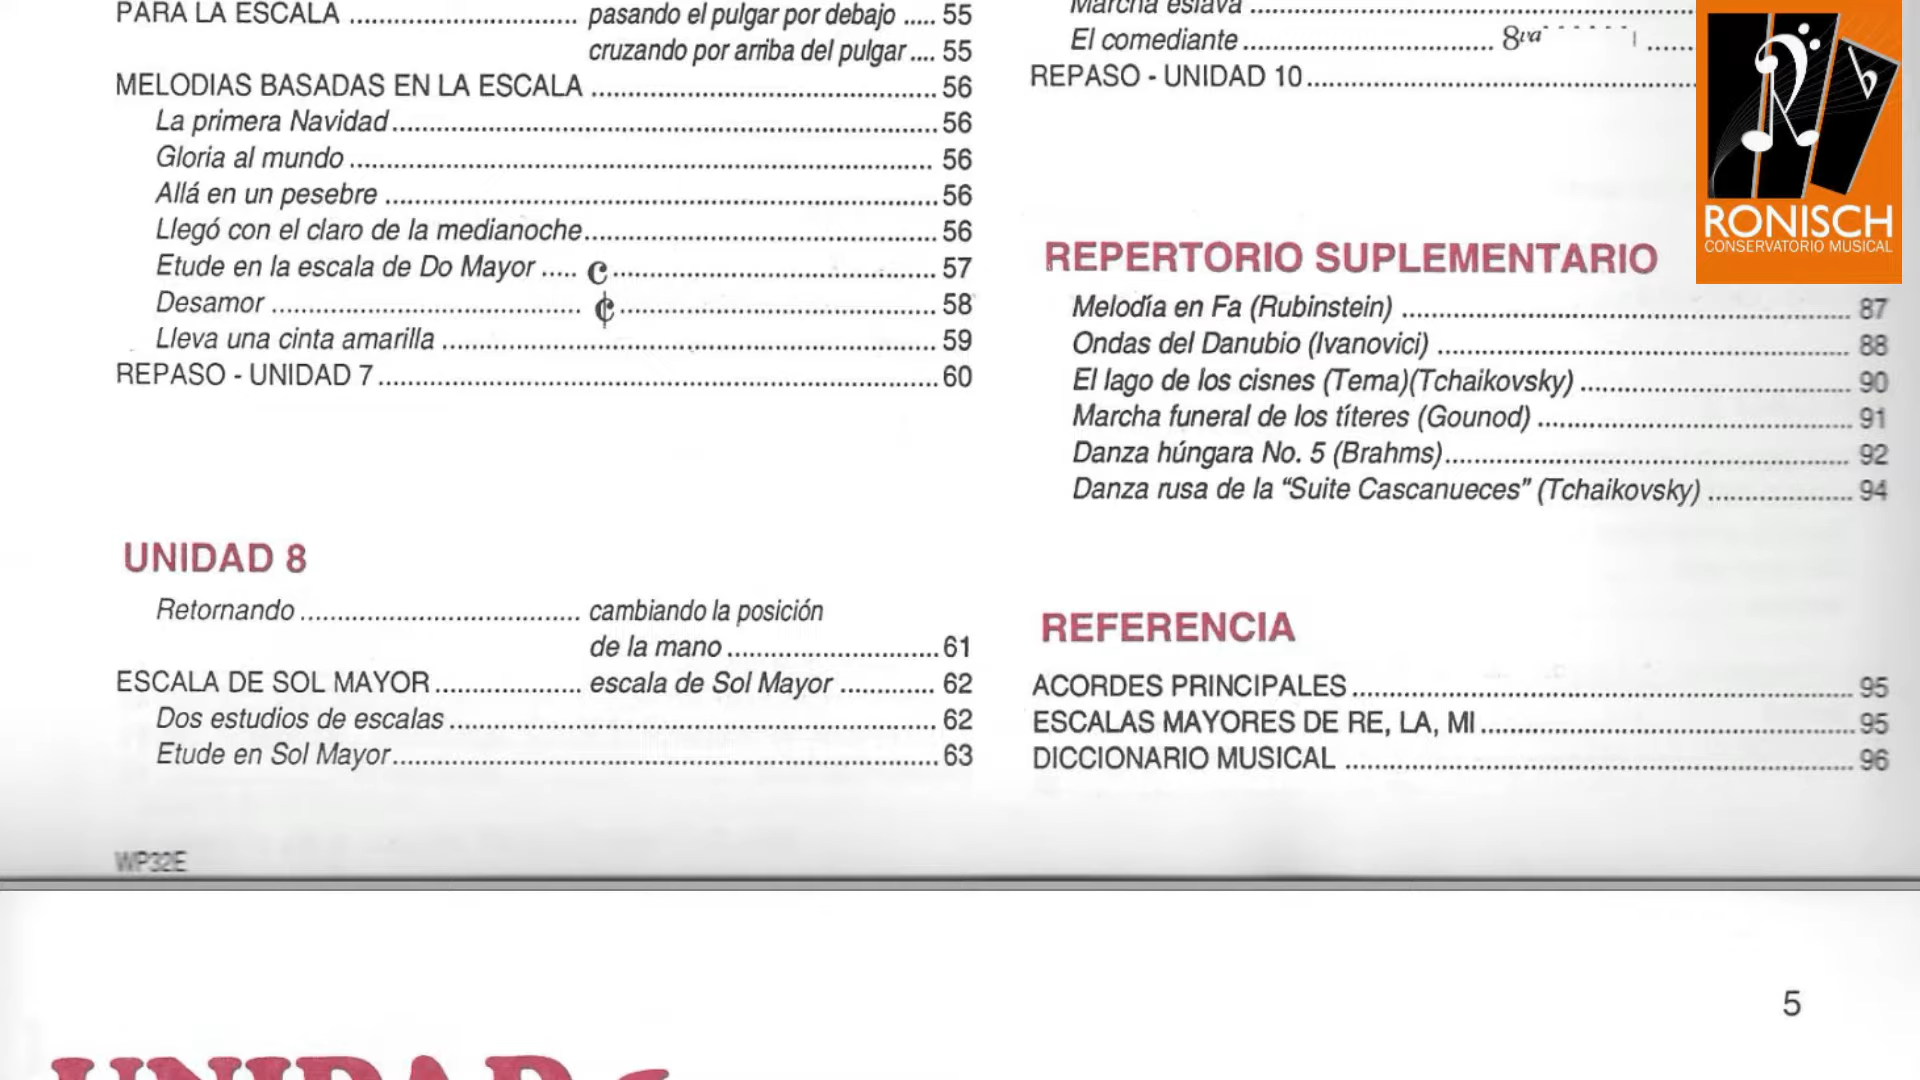 PARA LA ESCALA ............................ pasando el pulgar por debajo ..... 55
cruzando por arriba del pulgar .... 55
MELODIAS BASADAS EN LA ESCALA ............................ 56
La primera Navidad ............................ 56
Gloria al mundo ............................ 56
Allá en un pesebre ............................ 56
Llegó con el claro de la medianoche ............................ 56
Etude en la escala de Do Mayor ..... C ............................ 57
Desamor ............................ ¢ ............................ 58
Lleva una cinta amarilla ............................ 59
REPASO - UNIDAD 7 ............................ 60
UNIDAD 8
Retornando ............................ cambiando la posición
de la mano ............................ 61
ESCALA DE SOL MAYOR .................... escala de Sol Mayor ............. 62
Dos estudios de escalas ............................ 62
Etude en Sol Mayor ............................ 63
WP32E
Marcha eslava ............................
El comediante ............................ 8va - - - - - - ......
REPASO - UNIDAD 10 ............................
REPERTORIO SUPLEMENTARIO
Melodía en Fa (Rubinstein) ............................ 87
Ondas del Danubio (Ivanovici) ............................ 88
El lago de los cisnes (Tema)(Tchaikovsky) ............................ 90
Marcha funeral de los títeres (Gounod) ............................ 91
Danza húngara No. 5 (Brahms) ............................ 92
Danza rusa de la “Suite Cascanueces” (Tchaikovsky) .................... 94
REFERENCIA
ACORDES PRINCIPALES ............................ 95
ESCALAS MAYORES DE RE, LA, MI ............................ 95
DICCIONARIO MUSICAL ............................ 96
RONISCH
CONSERVATORIO MUSICAL
5
UNIDAD